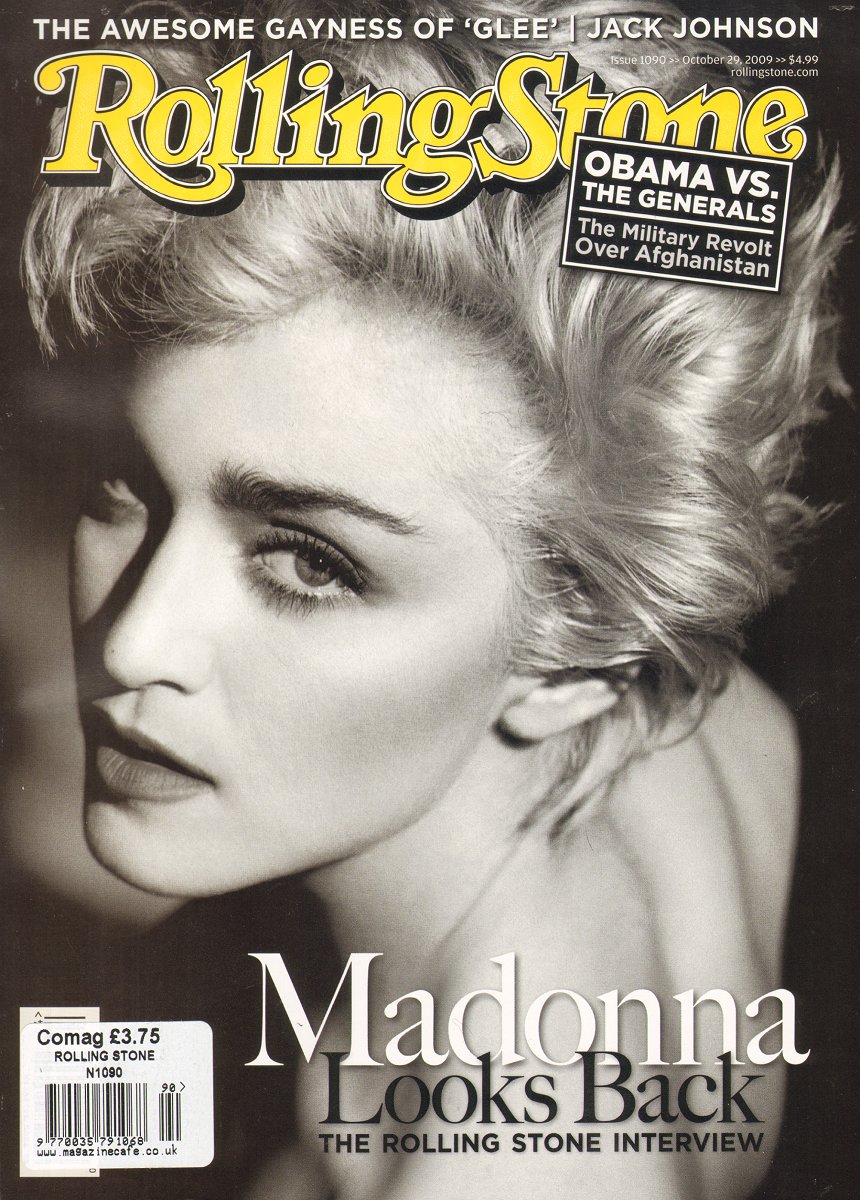 THE AWESOME GAYNESS OF ‘GLEE’ | JACK JOHNSON
Issue 1090 >> October 29, 2009 >> $4.99
rollingstone.com
RollingStone
OBAMA VS.
THE GENERALS
The Military Revolt
Over Afghanistan
Madonna
Looks Back
THE ROLLING STONE INTERVIEW
Comag £3.75
ROLLING STONE
N1090
90>
9 770035 791068
www.magazinecafe.co.uk